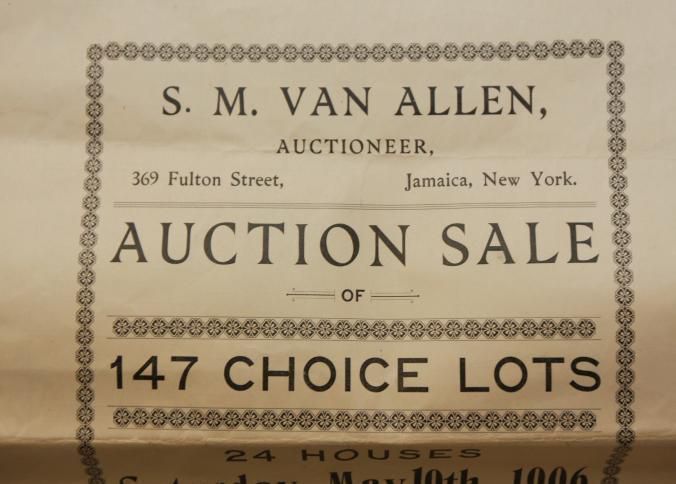 S. M. VAN ALLEN,
AUCTIONEER,
369 Fulton Street, Jamaica, New York.
AUCTION SALE
OF
147 CHOICE LOTS
24 HOUSES
Saturday, May 19th, 1906